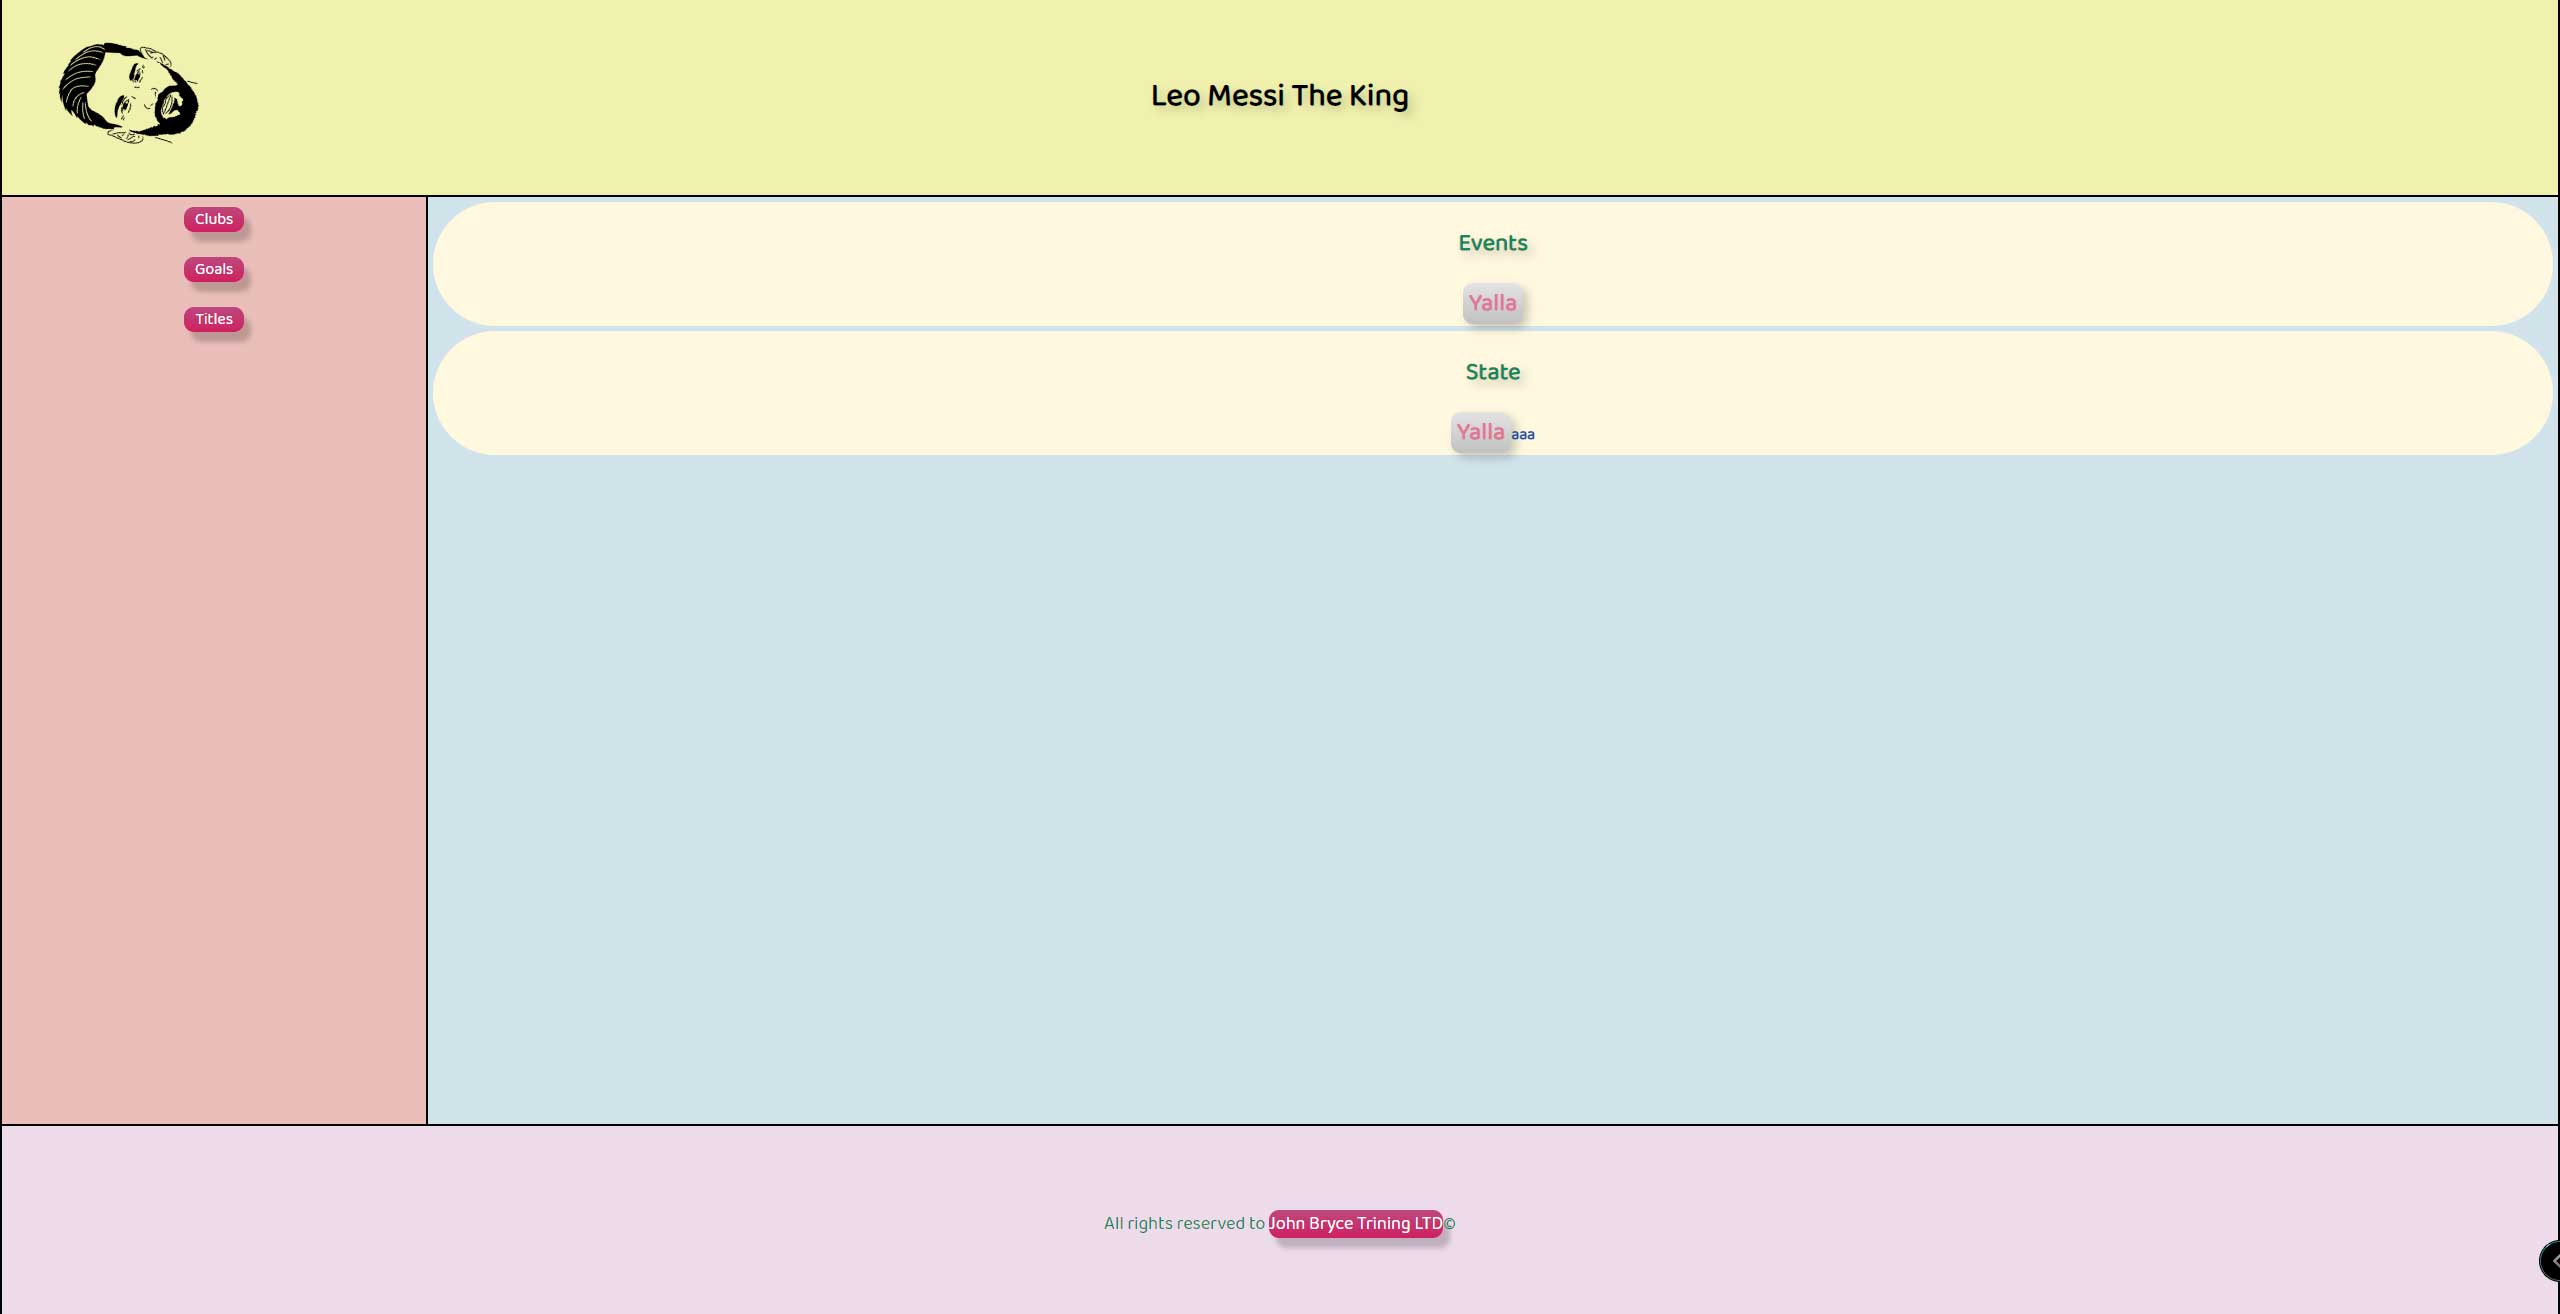 Leo Messi The King
Clubs
Goals
Titles
Events
Yalla
State
Yalla aaa
All rights reserved to John Bryce Trining LTD©